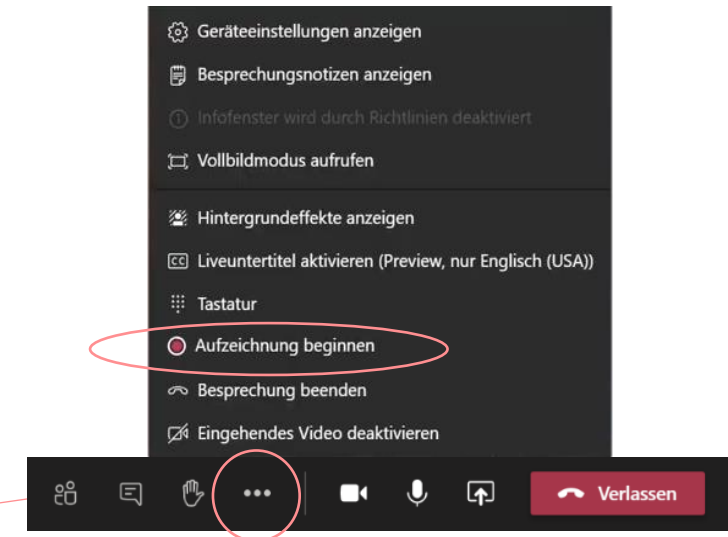 Geräteeinstellungen anzeigen
Besprechungsnotizen anzeigen
Infofenster wird durch Richtlinien deaktiviert
Vollbildmodus aufrufen
Hintergrundeffekte anzeigen
CC Liveuntertitel aktivieren (Preview, nur Englisch (USA))
Tastatur
Aufzeichnung beginnen
Besprechung beenden
Eingehendes Video deaktivieren
Verlassen